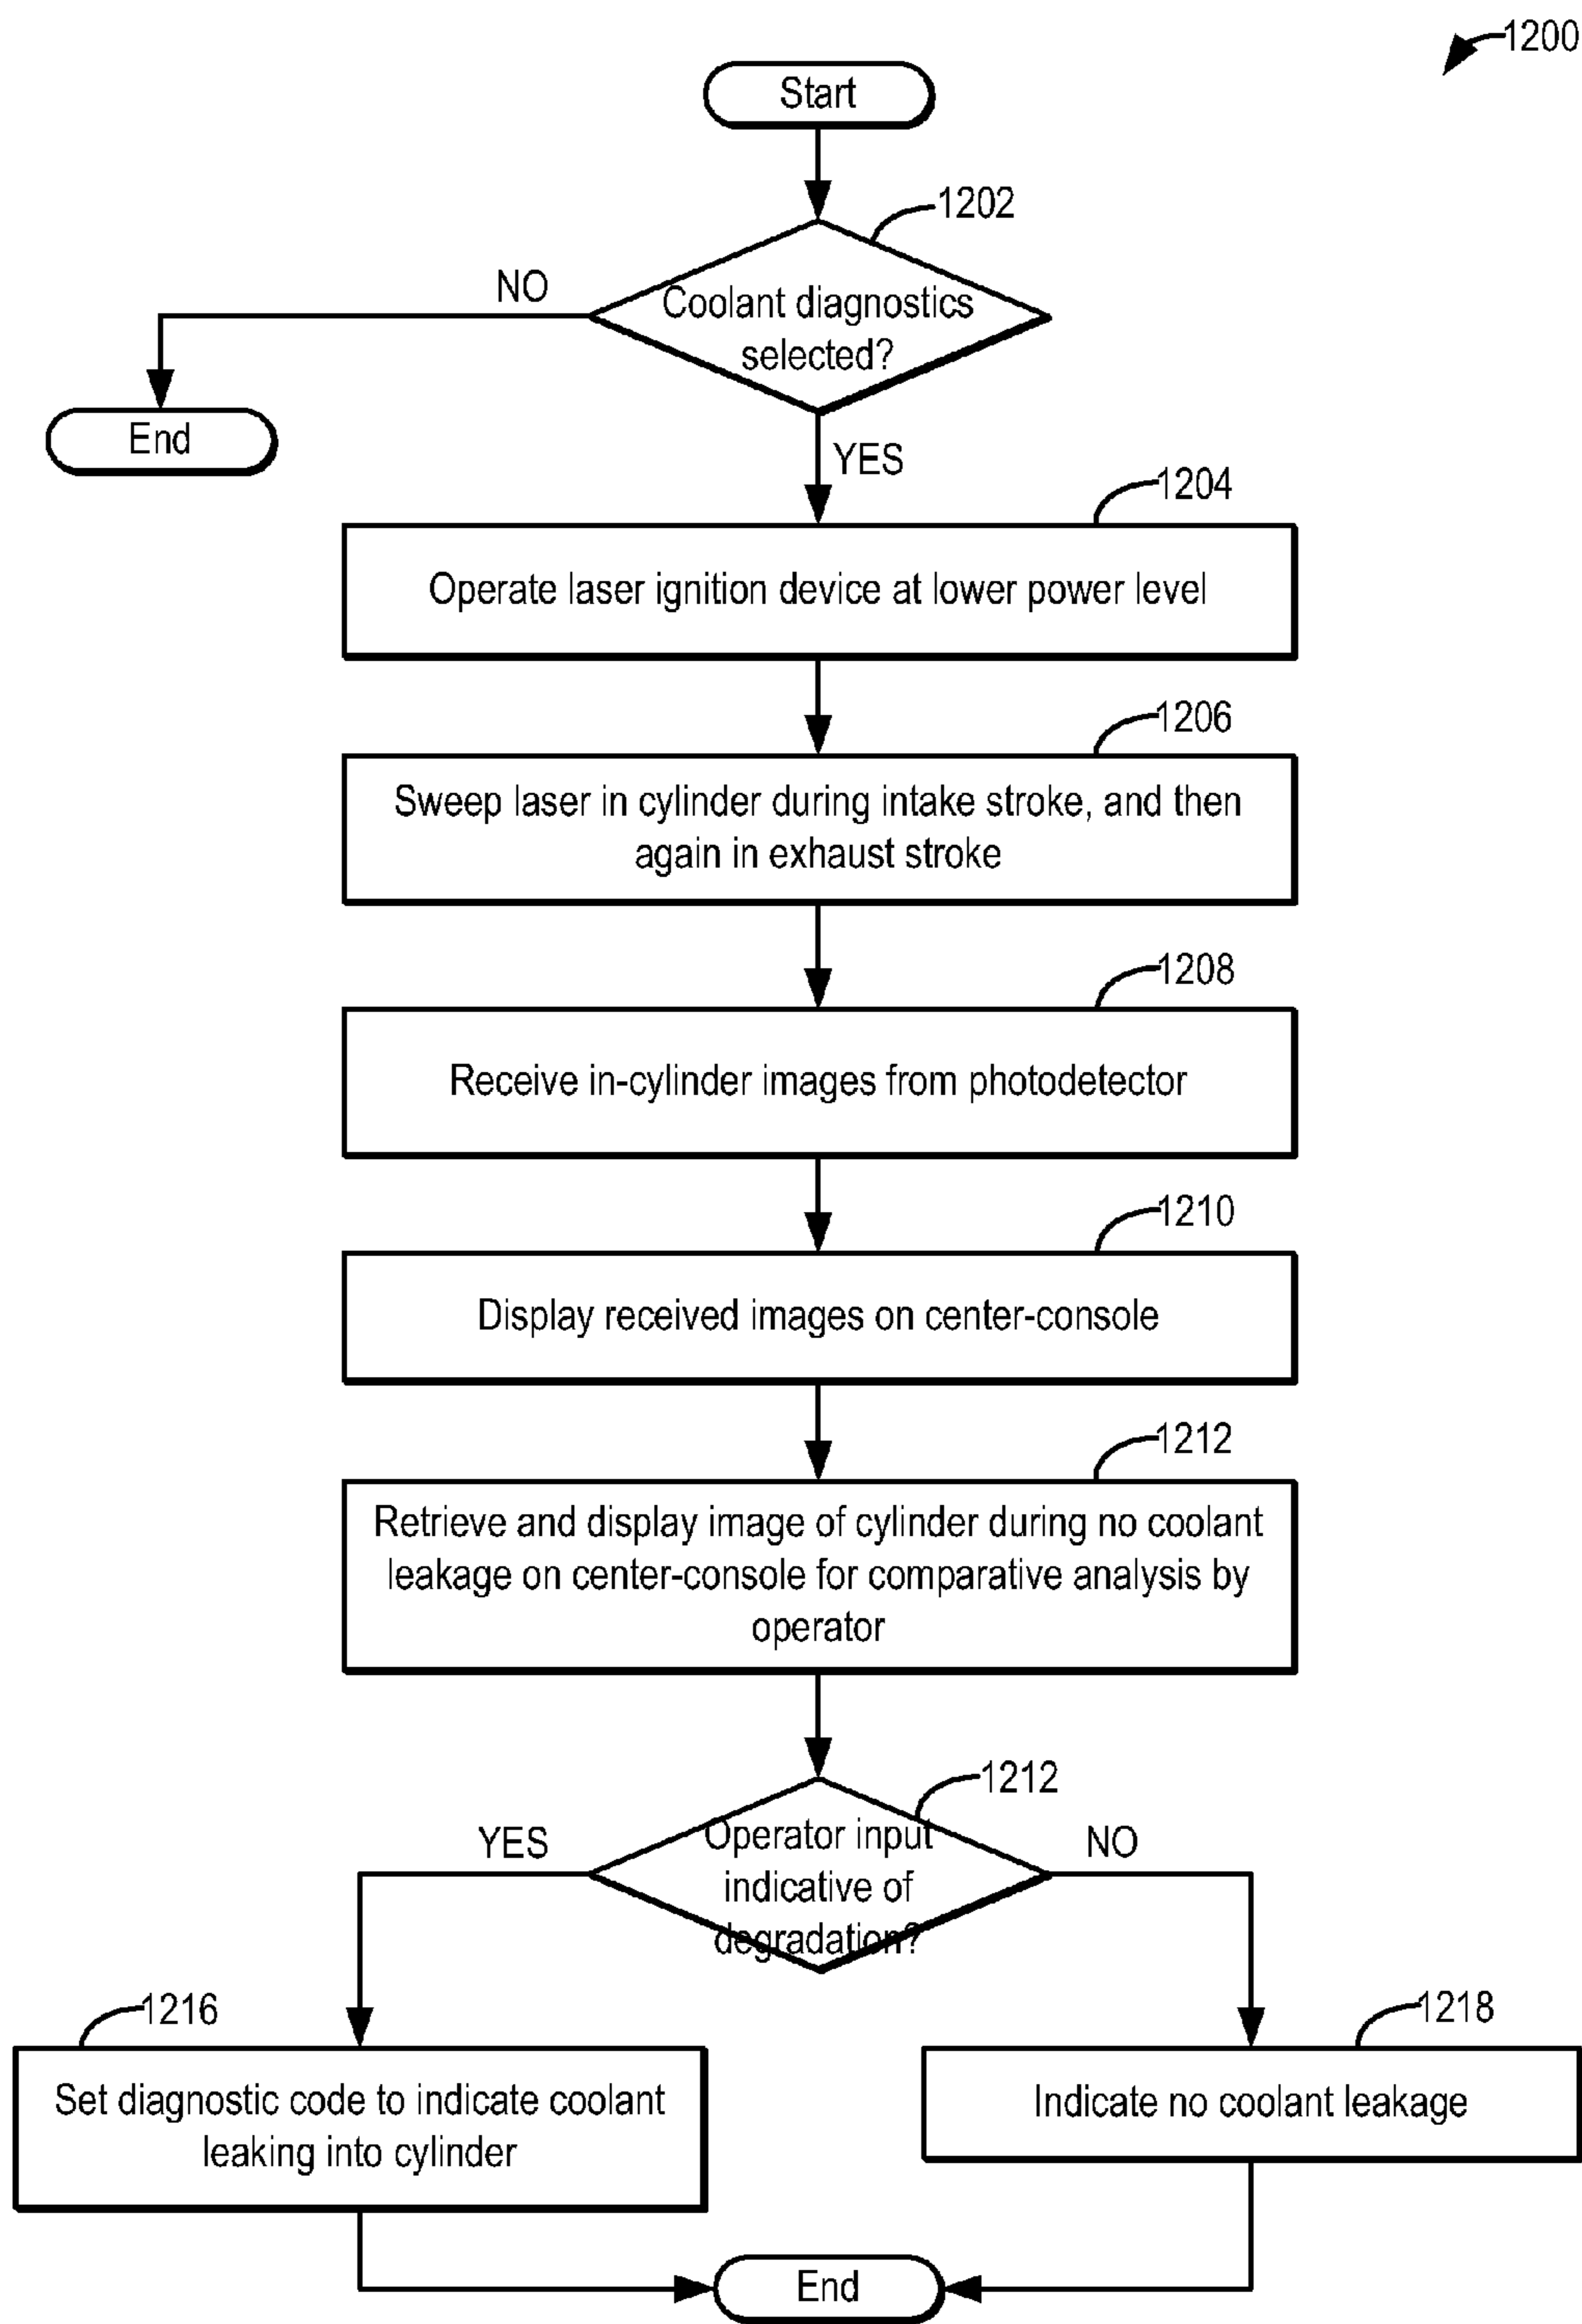 1200
Start
1202
NO
Coolant diagnostics
selected?
End
YES
1204
Operate laser ignition device at lower power level
1206
Sweep laser in cylinder during intake stroke, and then
again in exhaust stroke
1208
Receive in-cylinder images from photodetector
1210
Display received images on center-console
1212
Retrieve and display image of cylinder during no coolant
leakage on center-console for comparative analysis by
operator
1212
YES
Operator input
indicative of
degradation?
NO
1216
Set diagnostic code to indicate coolant
leaking into cylinder
1218
Indicate no coolant leakage
End